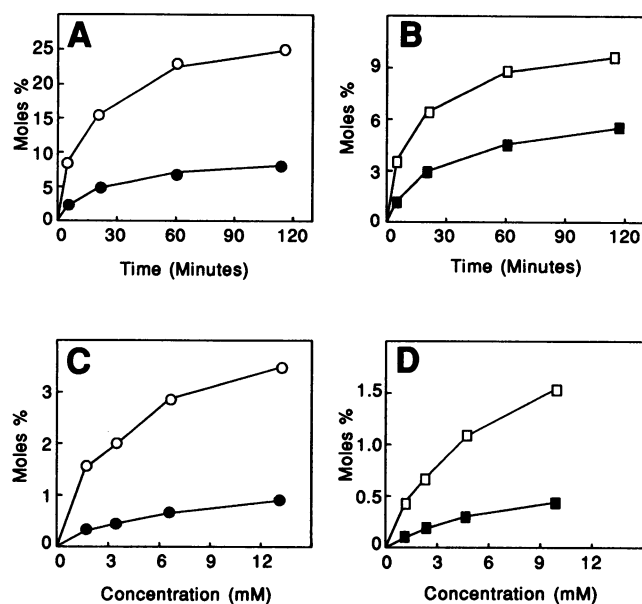 A
B
25
20
15
10
5
0
Moles %
0 30 60 90 120
Time (Minutes)
9
6
3
0
Moles %
0 30 60 90 120
Time (Minutes)
C
D
3
2
1
0
Moles %
0 3 6 9 12
Concentration (mM)
1.5
1.0
0.5
0
Moles %
0 3 6 9 12
Concentration (mM)